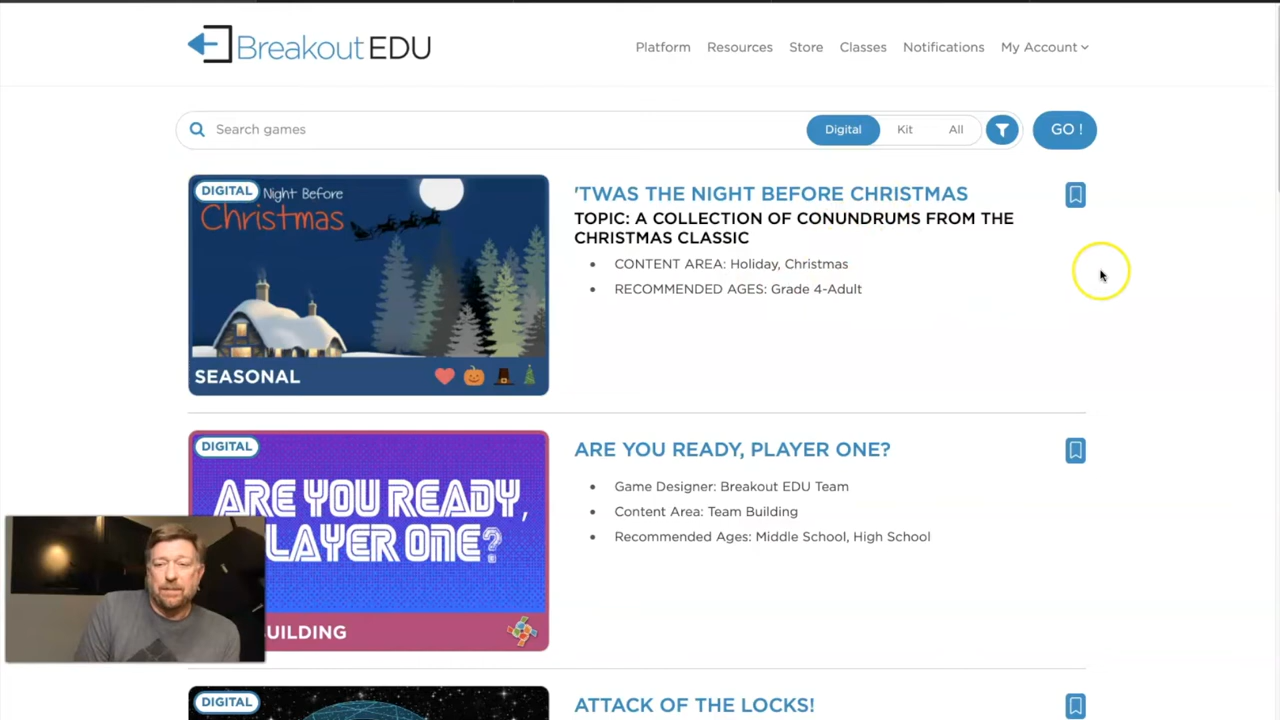 Breakout EDU
Platform Resources Store Classes Notifications My Account
Search games
Digital Kit All GO !
DIGITAL
Night Before
Christmas
SEASONAL
'TWAS THE NIGHT BEFORE CHRISTMAS
TOPIC: A COLLECTION OF CONUNDRUMS FROM THE
CHRISTMAS CLASSIC
CONTENT AREA: Holiday, Christmas
RECOMMENDED AGES: Grade 4-Adult
DIGITAL
ARE YOU READY,
LAYER ONE?
UILDING
ARE YOU READY, PLAYER ONE?
Game Designer: Breakout EDU Team
Content Area: Team Building
Recommended Ages: Middle School, High School
DIGITAL
ATTACK OF THE LOCKS!